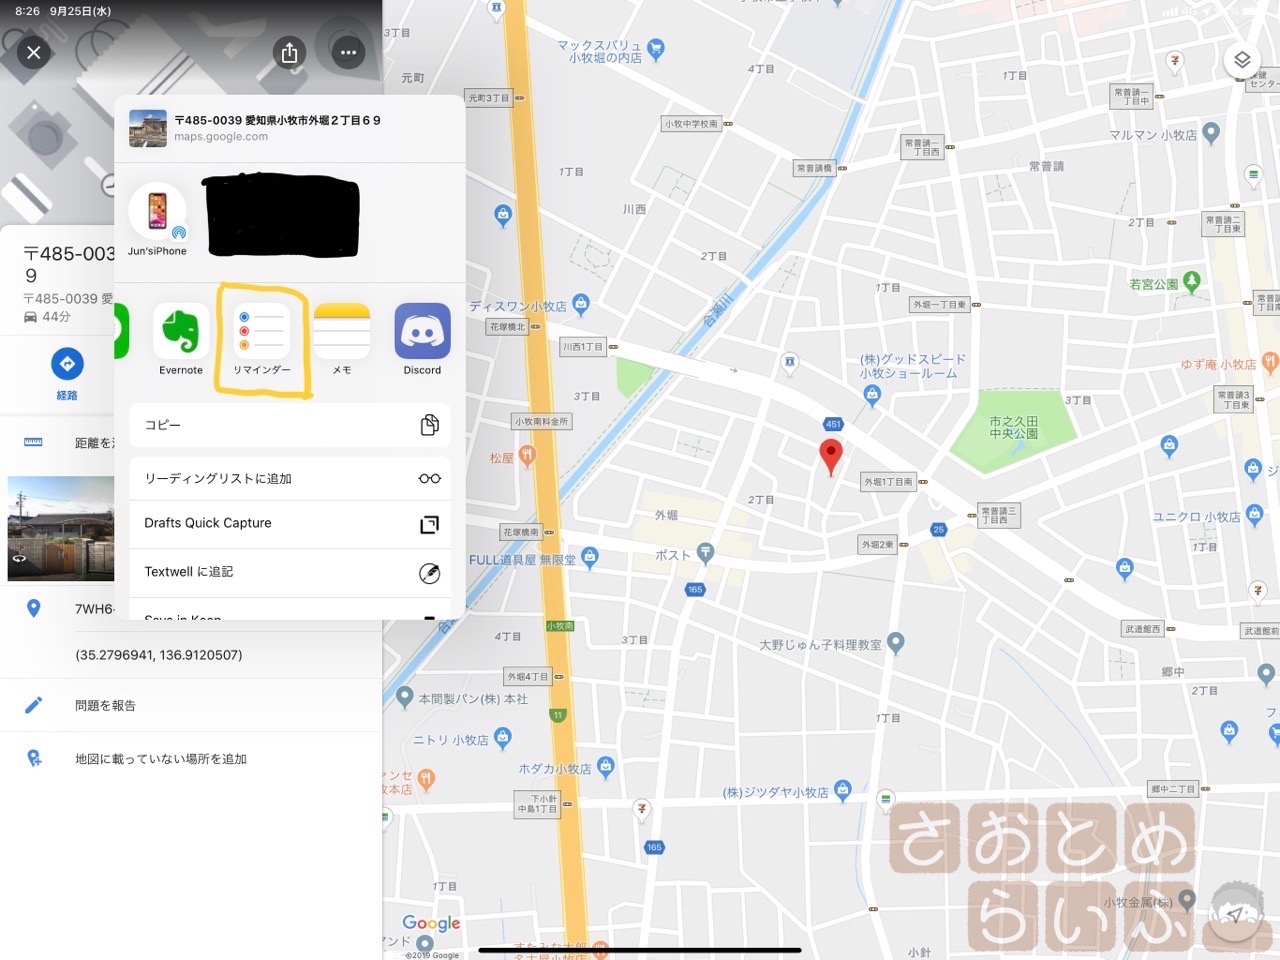 8:26 9月25日(水)
4G
〒485-0039 愛知県小牧市外堀２丁目６９
maps.google.com
Jun'siPhone
Evernote
リマインダー
メモ
Discord
コピー
リーディングリストに追加
Drafts Quick Capture
Textwell に追記
〒485-003
9
〒485-0039 愛
44分
経路
距離を
7WH6-
(35.2796941, 136.9120507)
問題を報告
地図に載っていない場所を追加
3丁目
元町
元町3丁目
マックスバリュ
小牧堀の内店
4丁目
小牧中学校南
1丁目
常普請一
丁目中
マルマン 小牧店
常普請一
丁目西
常普請橋
常普請
1丁目
川西
2丁目
2丁目
常普請二
丁目東
若宮公園
1丁目
外堀一丁目東
ディスワン小牧店
花塚橋北
川西1丁目
合瀬川
(株)グッドスピード
小牧ショールーム
ゆず庵 小牧店
常普請3
丁目東
3丁目
3丁目
市之久田
中央公園
小牧南料金所
451
松屋
外堀1丁目南
2丁目
常普請三
丁目西
外堀
ユニクロ 小牧店
1丁目
25
花塚橋南
外堀2東
FULL道具屋 無限堂
ポスト
165
小牧南
4丁目
3丁目
大野じゅん子料理教室
武道館西
武道館前
外堀4丁目
郷中
2丁目
本間製パン(株) 本社
11
1丁目
ニトリ 小牧店
ホダカ小牧店
(株)ジツダヤ小牧店
郷中二丁目
下小針
中島1丁目
165
1丁目
小牧金属(株)
小針
Google
©2019 Google
さおとめ
らいふ